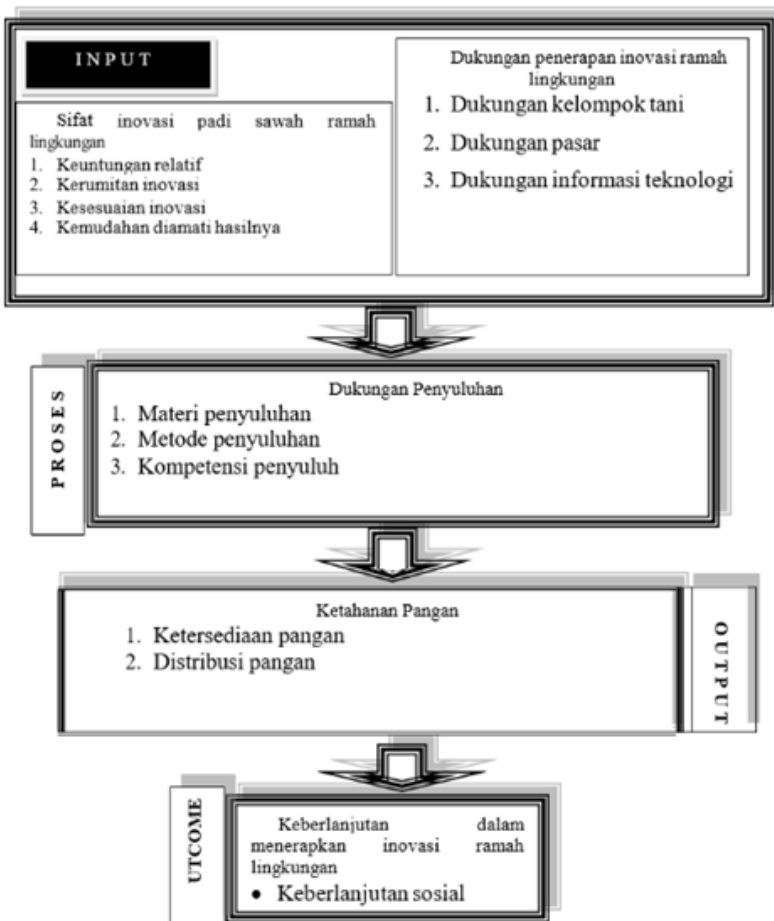 INPUT
Sifat inovasi padi sawah ramah
lingkungan
1. Keuntungan relatif
2. Kerumitan inovasi
3. Kesesuaian inovasi
4. Kemudahan diamati hasilnya
Dukungan penerapan inovasi ramah
lingkungan
1. Dukungan kelompok tani
2. Dukungan pasar
3. Dukungan informasi teknologi
PROSES
Dukungan Penyuluhan
1. Materi penyuluhan
2. Metode penyuluhan
3. Kompetensi penyuluh
Ketahanan Pangan
1. Ketersediaan pangan
2. Distribusi pangan
OUTPUT
UTCOME
Keberlanjutan dalam
menerapkan inovasi ramah
lingkungan
• Keberlanjutan sosial